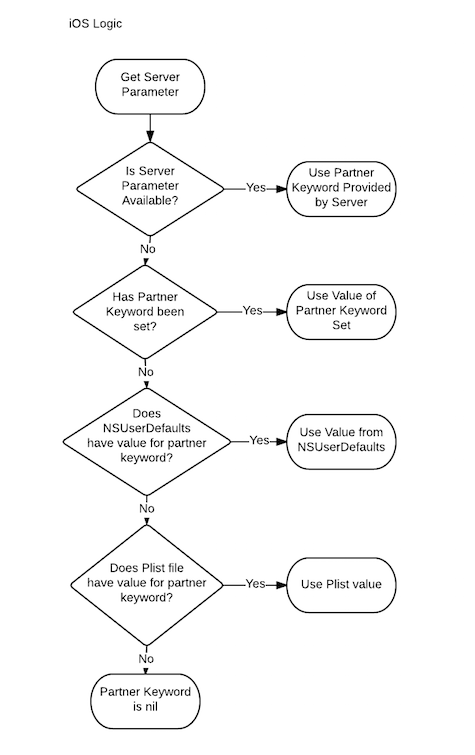 iOS Logic
Get Server
Parameter
Is Server
Parameter
Available?
Yes
Use Partner
Keyword Provided
by Server
No
Has Partner
Keyword been
set?
Yes
Use Value of
Partner Keyword
Set
No
Does
NSUserDefaults
have value for partner
keyword?
Yes
Use Value from
NSUserDefaults
No
Does Plist file
have value for partner
keyword?
Yes
Use Plist value
No
Partner Keyword
is nil